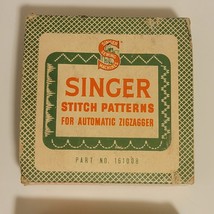 S
SINGER
STITCH PATTERNS
FOR AUTOMATIC ZIGZAGGER
PART NO. 161008